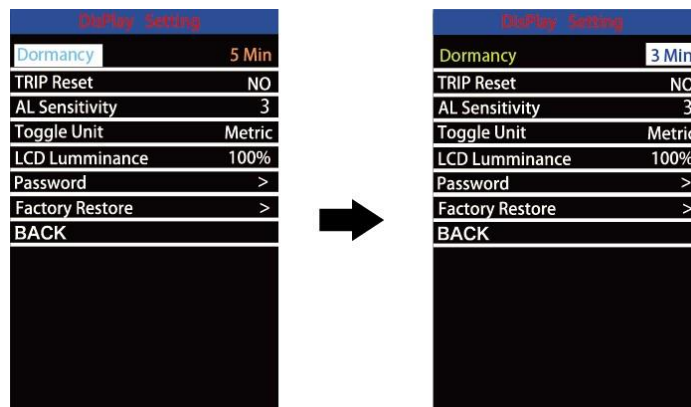 DisPlay Setting
Dormancy 5 Min
TRIP Reset NO
AL Sensitivity 3
Toggle Unit Metric
LCD Lumminance 100%
Password >
Factory Restore >
BACK
DisPlay Setting
Dormancy 3 Min
TRIP Reset NO
AL Sensitivity 3
Toggle Unit Metric
LCD Lumminance 100%
Password >
Factory Restore >
BACK